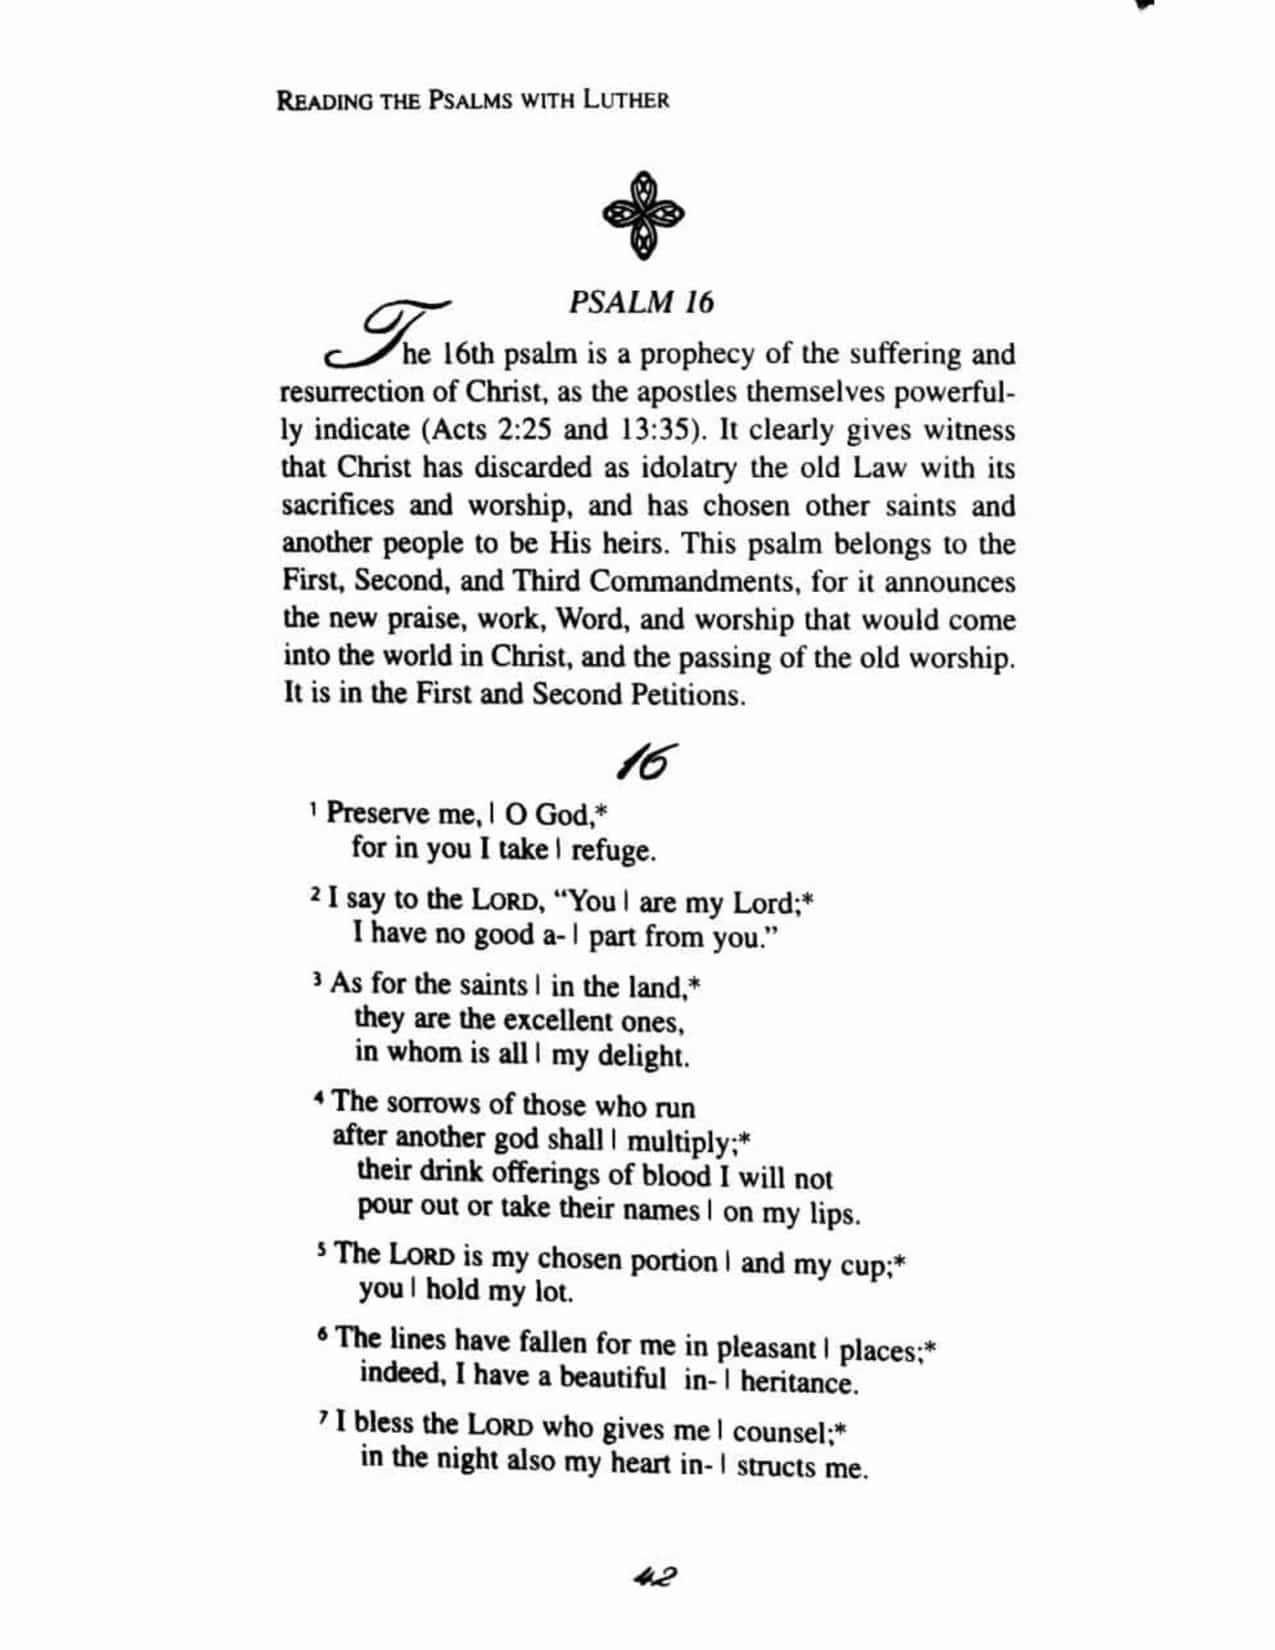 READING THE PSALMS WITH LUTHER
PSALM 16
The 16th psalm is a prophecy of the suffering and
resurrection of Christ, as the apostles themselves powerful-
ly indicate (Acts 2:25 and 13:35). It clearly gives witness
that Christ has discarded as idolatry the old Law with its
sacrifices and worship, and has chosen other saints and
another people to be His heirs. This psalm belongs to the
First, Second, and Third Commandments, for it announces
the new praise, work, Word, and worship that would come
into the world in Christ, and the passing of the old worship.
It is in the First and Second Petitions.
16
1 Preserve me, | O God,*
for in you I take | refuge.
2 I say to the LORD, “You | are my Lord;*
I have no good a- | part from you.”
3 As for the saints | in the land,*
they are the excellent ones,
in whom is all | my delight.
4 The sorrows of those who run
after another god shall | multiply;*
their drink offerings of blood I will not
pour out or take their names | on my lips.
5 The LORD is my chosen portion | and my cup;*
you | hold my lot.
6 The lines have fallen for me in pleasant | places;*
indeed, I have a beautiful in- | heritance.
7 I bless the LORD who gives me | counsel;*
in the night also my heart in- | structs me.
42